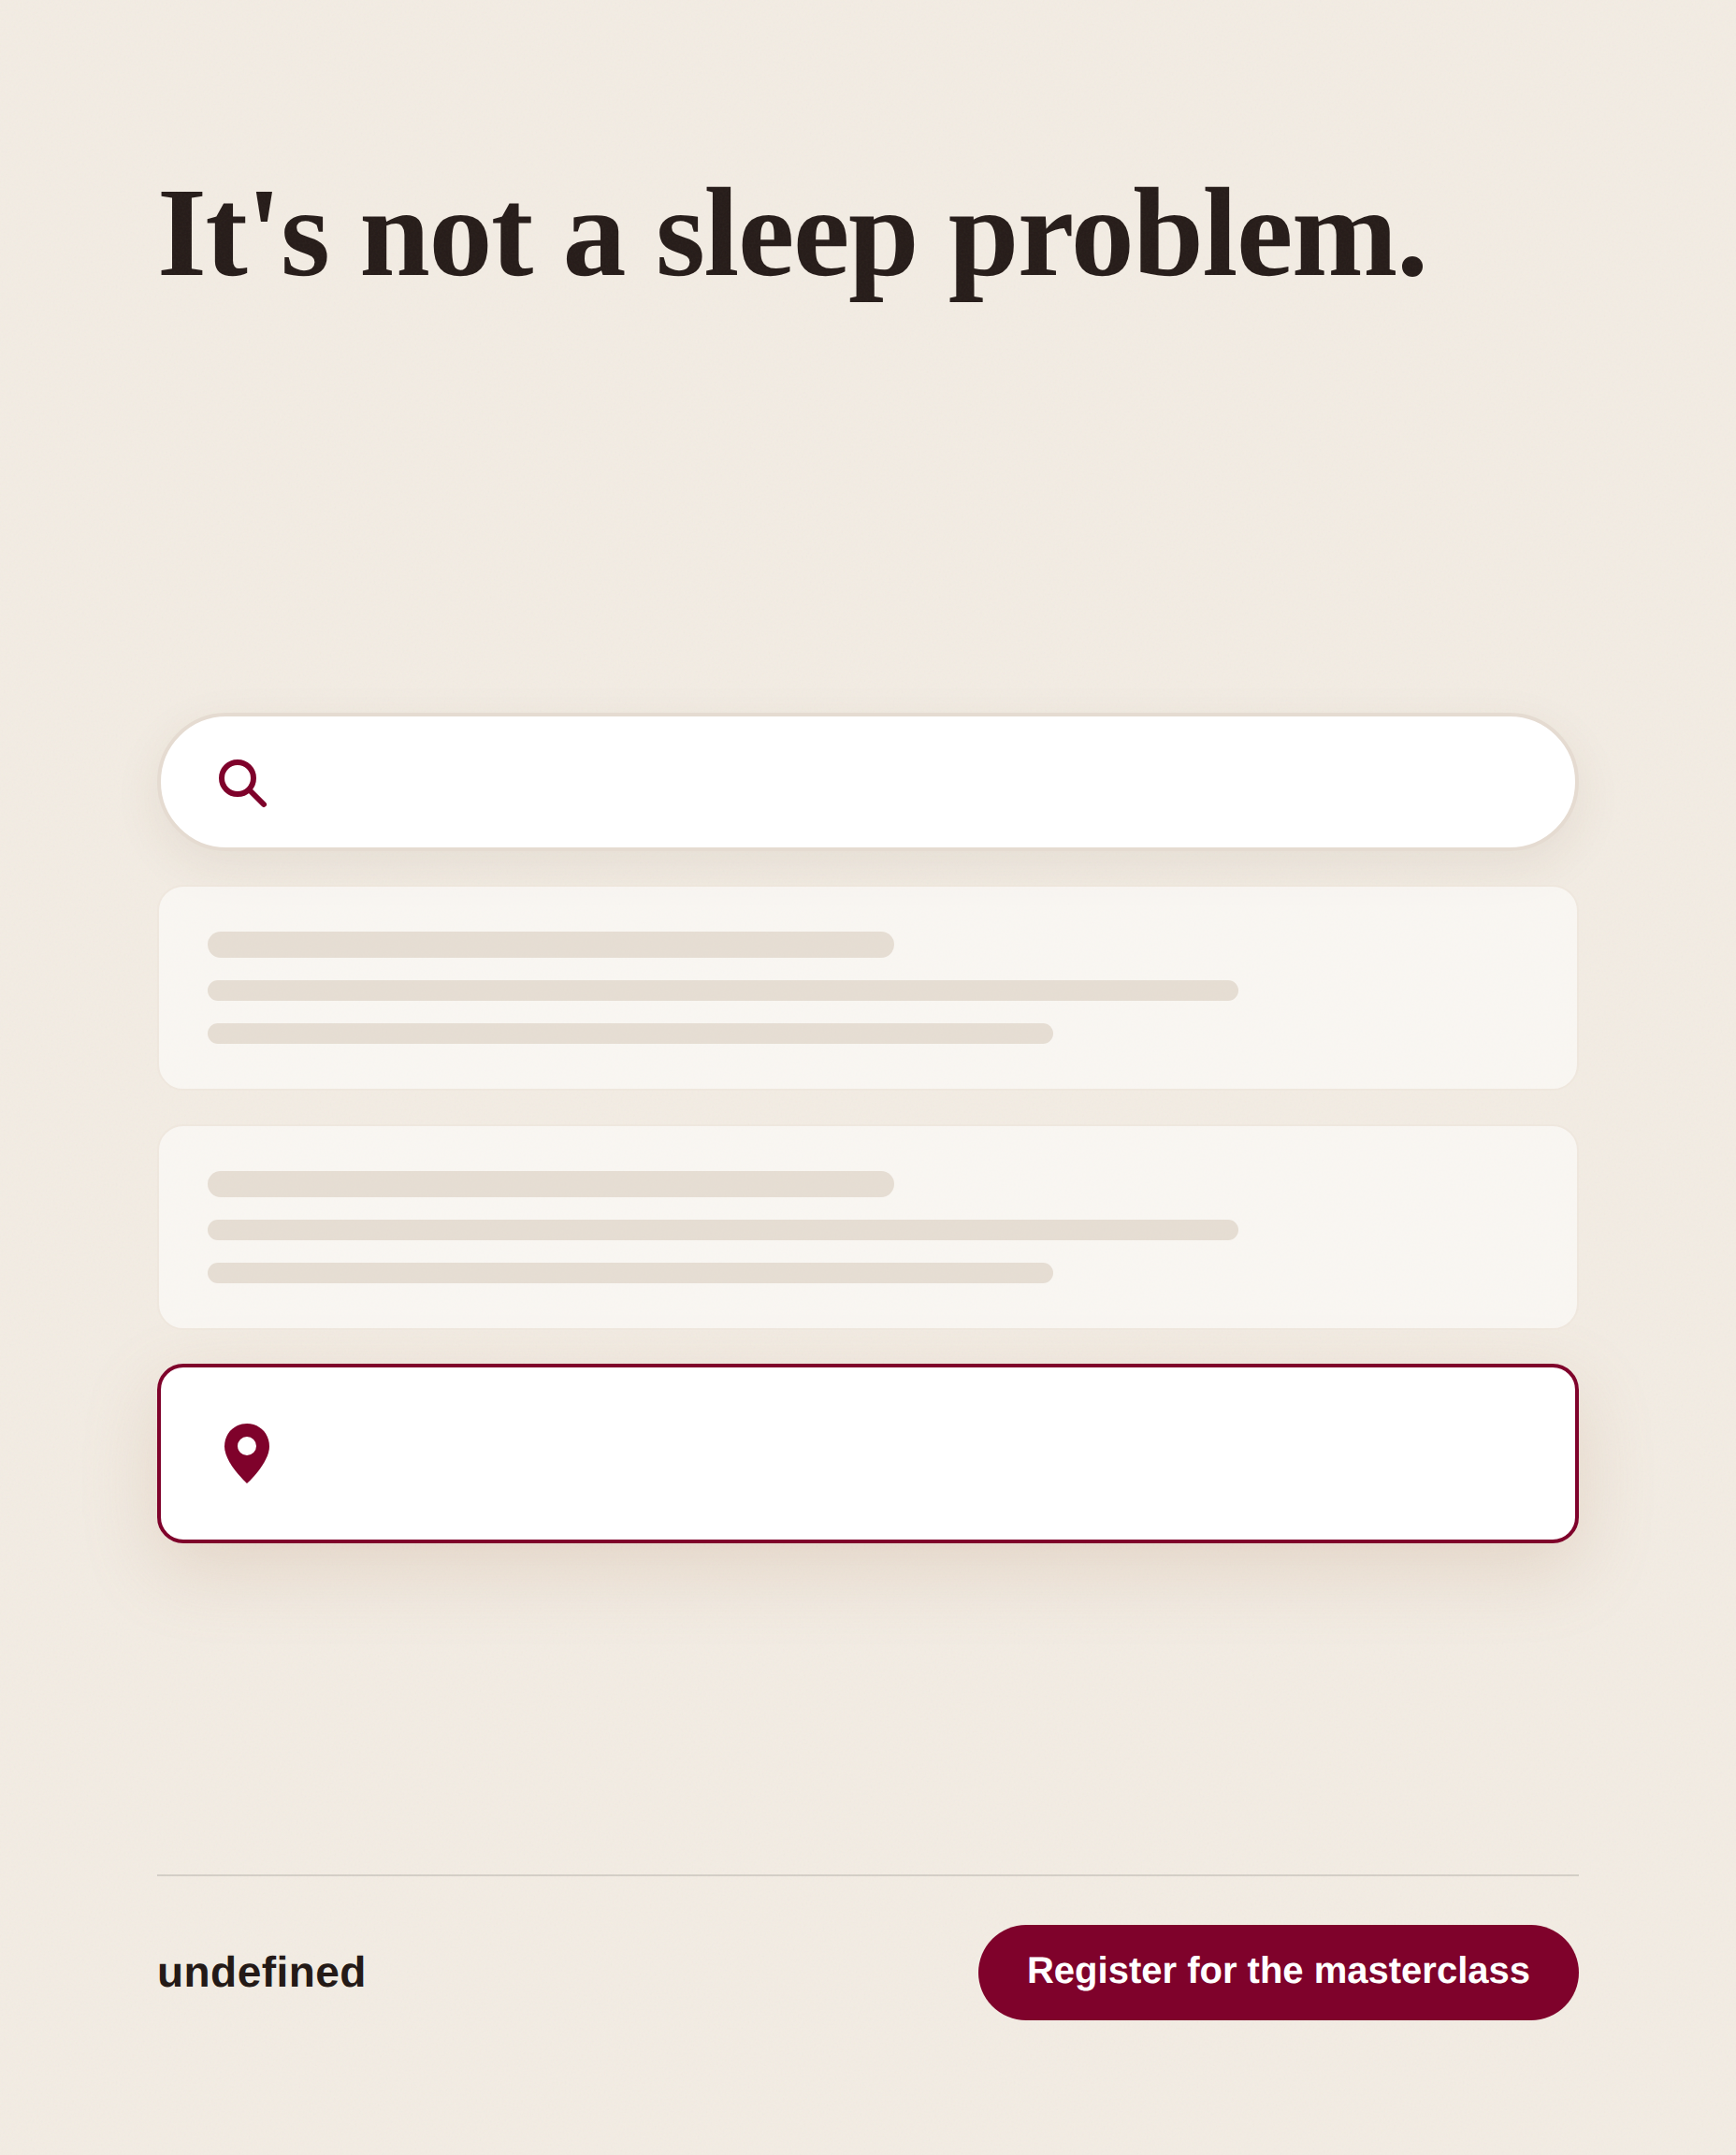 It's not a sleep problem.
undefined
Register for the masterclass